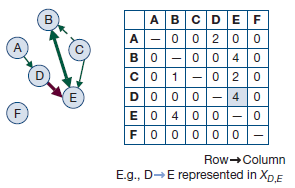 B
C
A
D
E
F
A B C D E F
A – 0 0 2 0 0
B 0 – 0 0 4 0
C 0 1 – 0 2 0
D 0 0 0 – 4 0
E 0 4 0 0 – 0
F 0 0 0 0 0 –
Row→Column
E.g., D→E represented in X_{D,E}